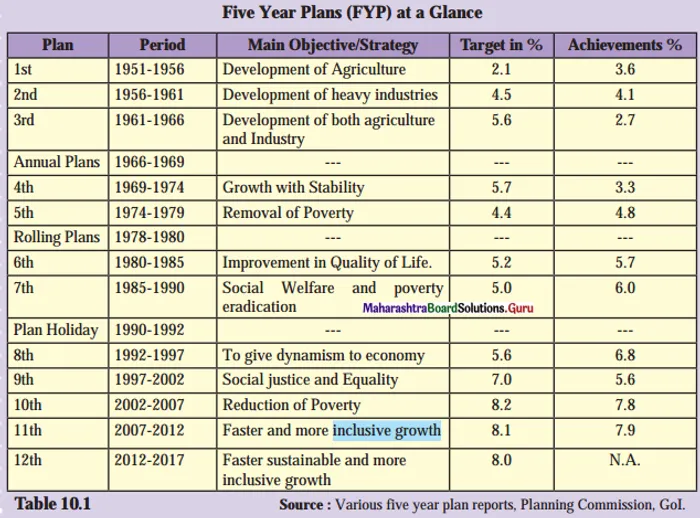 Five Year Plans (FYP) at a Glance
Plan Period Main Objective/Strategy Target in % Achievements %
1st 1951-1956 Development of Agriculture 2.1 3.6
2nd 1956-1961 Development of heavy industries 4.5 4.1
3rd 1961-1966 Development of both agriculture 5.6 2.7
and Industry
Annual Plans 1966-1969 --- --- ---
4th 1969-1974 Growth with Stability 5.7 3.3
5th 1974-1979 Removal of Poverty 4.4 4.8
Rolling Plans 1978-1980 --- --- ---
6th 1980-1985 Improvement in Quality of Life. 5.2 5.7
7th 1985-1990 Social Welfare and poverty 5.0 6.0
eradication MaharashtraBoardSolutions.Guru
Plan Holiday 1990-1992 --- --- ---
8th 1992-1997 To give dynamism to economy 5.6 6.8
9th 1997-2002 Social justice and Equality 7.0 5.6
10th 2002-2007 Reduction of Poverty 8.2 7.8
11th 2007-2012 Faster and more inclusive growth 8.1 7.9
12th 2012-2017 Faster sustainable and more 8.0 N.A.
inclusive growth
Table 10.1 Source : Various five year plan reports, Planning Commission, GoI.